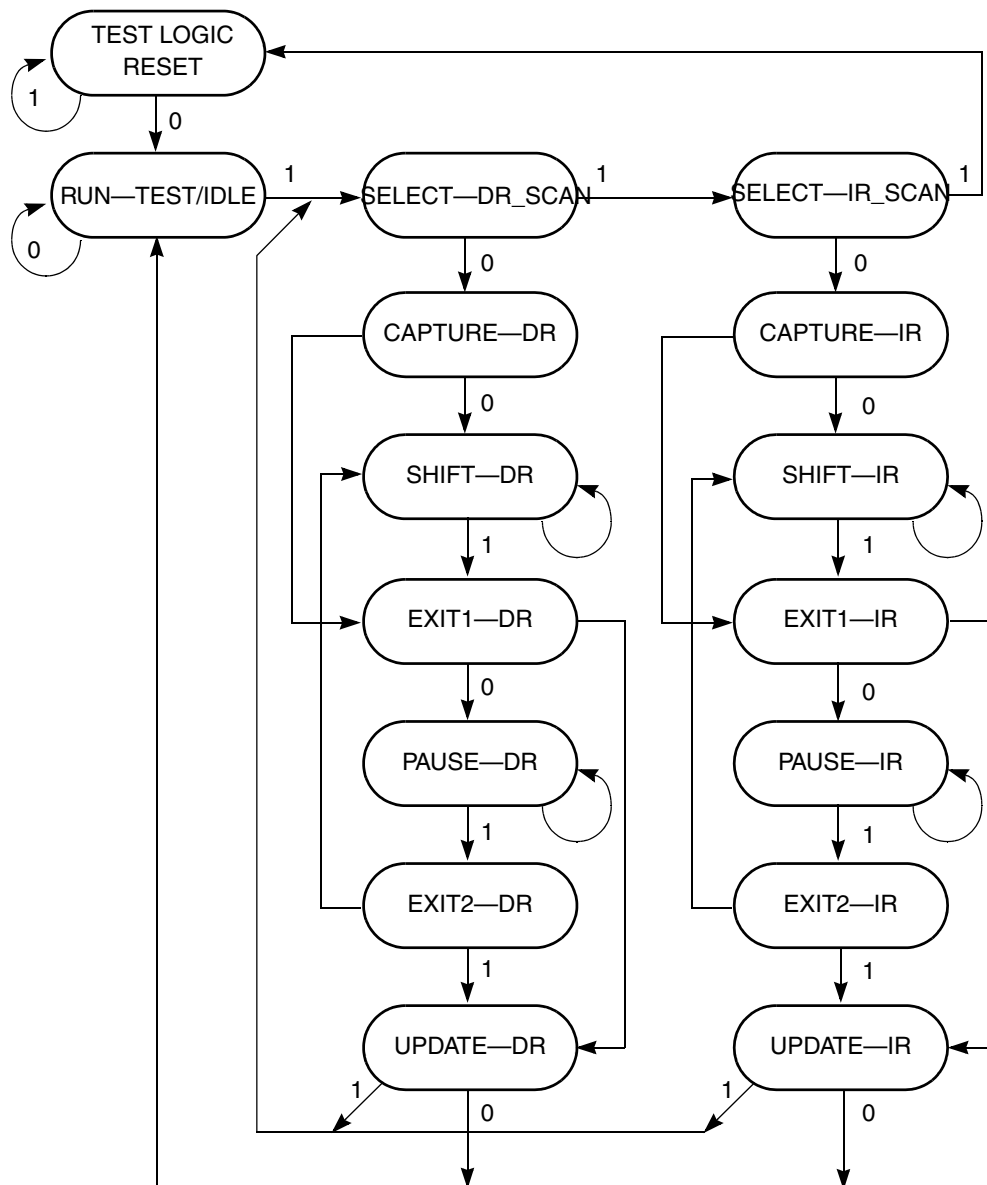 TEST LOGIC
RESET
1
0
RUN—TEST/IDLE
1
SELECT—DR_SCAN
1
SELECT—IR_SCAN
1
0
0
0
CAPTURE—DR
CAPTURE—IR
0
0
SHIFT—DR
SHIFT—IR
1
1
EXIT1—DR
EXIT1—IR
0
0
PAUSE—DR
PAUSE—IR
1
1
EXIT2—DR
EXIT2—IR
1
1
UPDATE—DR
UPDATE—IR
1
1
0
0